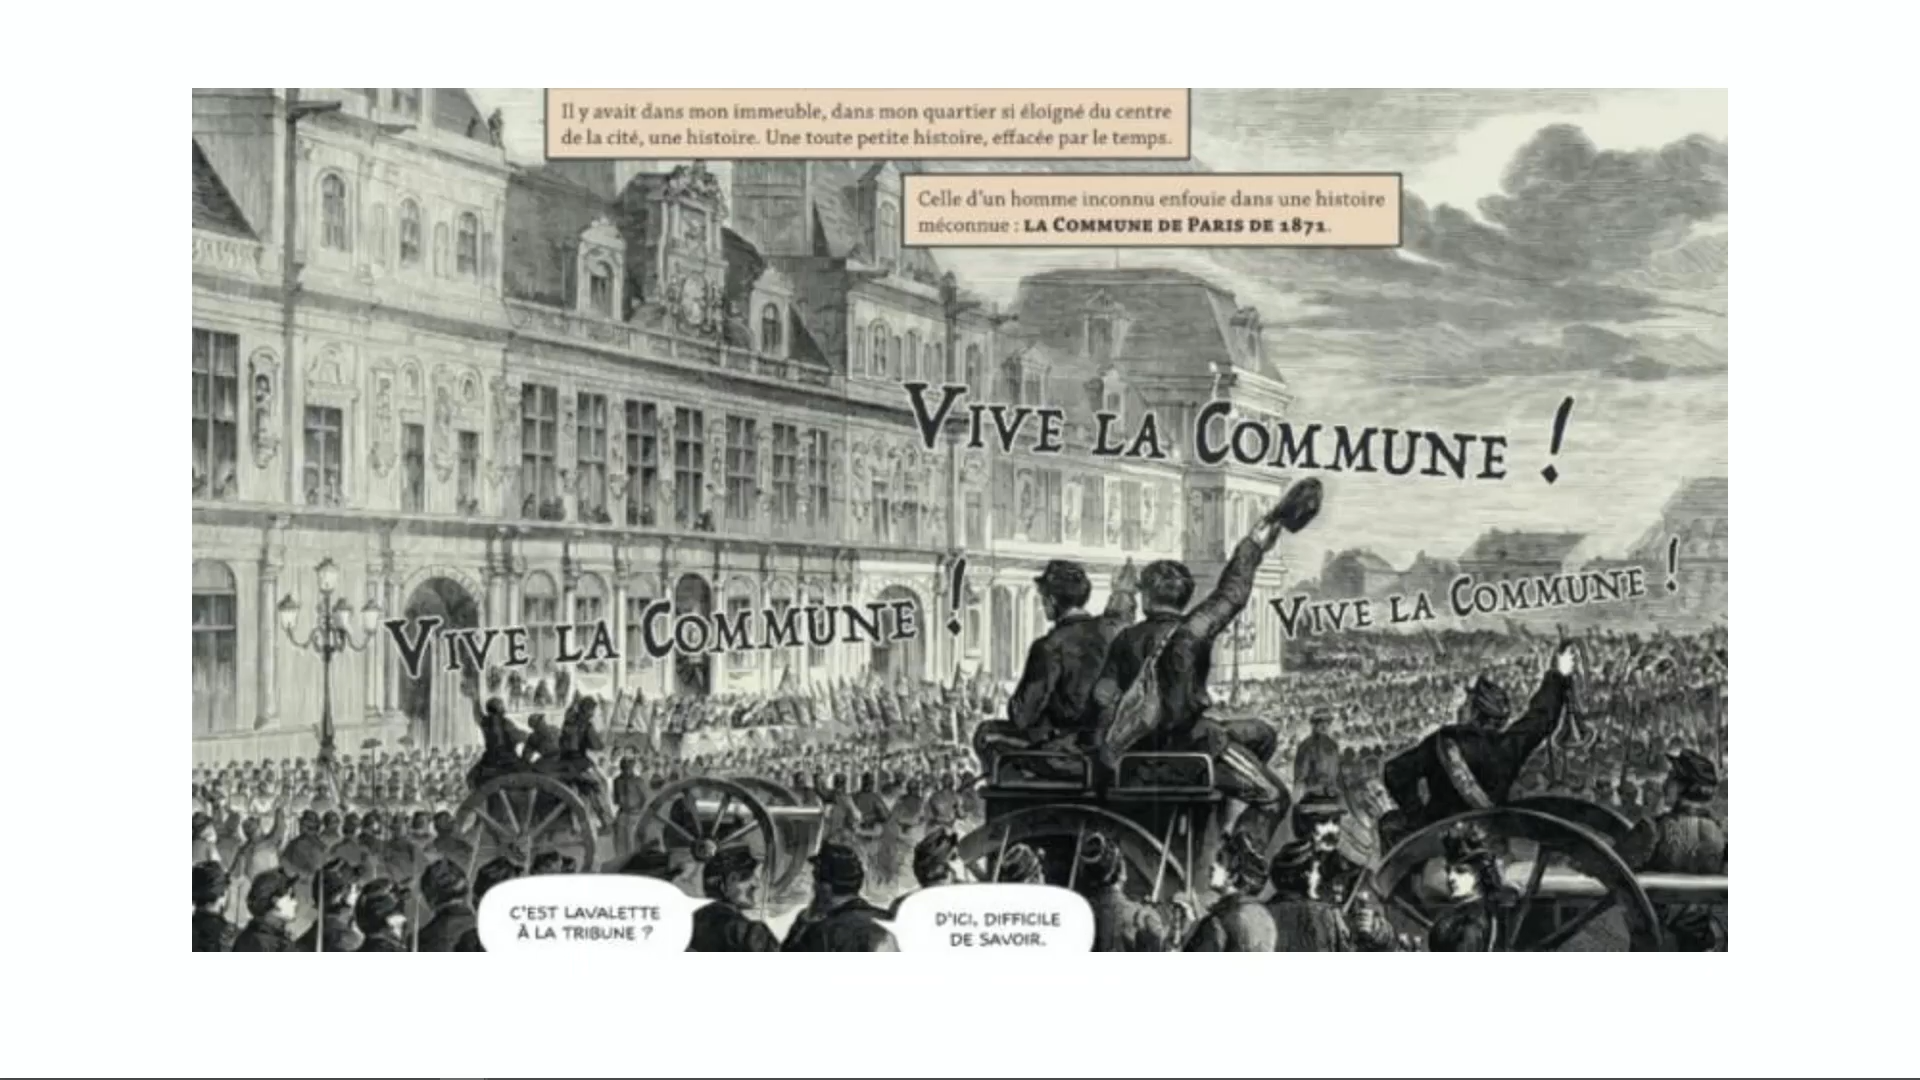 Il y avait dans mon immeuble, dans mon quartier si éloigné du centre
de la cité, une histoire. Une toute petite histoire, effacée par le temps.
Celle d'un homme inconnu enfouie dans une histoire
méconnue : LA COMMUNE DE PARIS DE 1871.
VIVE LA COMMUNE !
VIVE LA COMMUNE !
VIVE LA COMMUNE !
C'EST LAVALETTE
À LA TRIBUNE ?
D'ICI, DIFFICILE
DE SAVOIR.